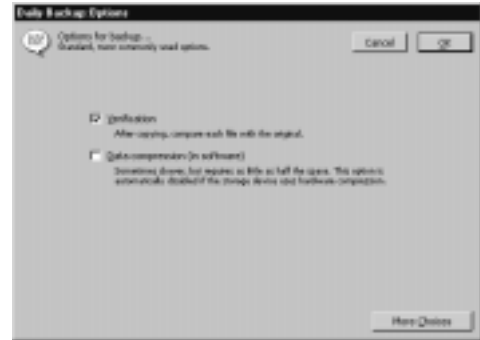 Daily Backup Options
Options for backup...
Standard, more commonly used options.
Cancel
OK
Verification
After copying, compare each file with the original.
Data compression (in software)
Sometimes slower, but requires as little as half the space. This option is
automatically disabled if the storage device uses hardware compression.
More Choices